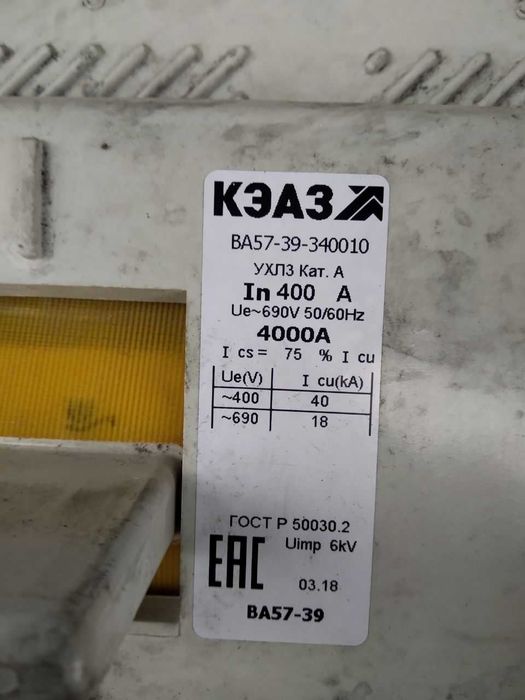 КЭАЗ
ВА57-39-340010
УХЛ3 Кат. А
In 400 А
Ue~690V 50/60Hz
4000А
I cs = 75 % I cu
Ue(V) I cu(kA)
~400 40
~690 18
ГОСТ Р 50030.2
Uimp 6kV
EAC
03.18
ВА57-39